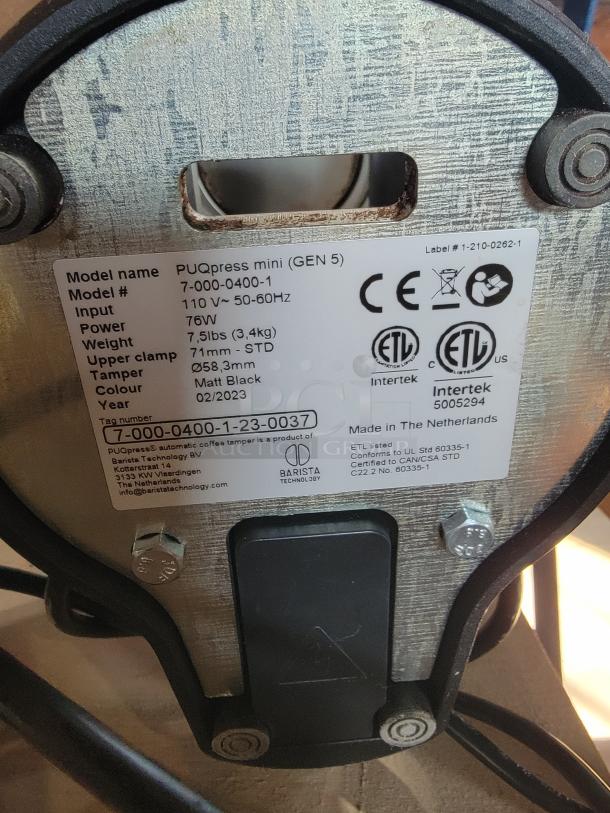 Label # 1-210-0262-1
Model name PUQpress mini (GEN 5)
Model # 7-000-0400-1
Input 110 V~ 50-60Hz
Power 76W
Weight 7,5lbs (3,4kg)
Upper clamp 71mm - STD
Tamper Ø58,3mm
Colour Matt Black
Year 02/2023
Tag number
7-000-0400-1-23-0037
PUQpress® automatic coffee tamper is a product of
Barista Technology BV
Kotterstraat 14
3133 KW Vlaardingen
The Netherlands
info@baristatechnology.com
BARISTA
TECHNOLOGY
CE
ETL
Intertek
C ETL US
LISTED
Intertek
5005294
Made in The Netherlands
ETL listed
Conforms to UL Std 60335-1
Certified to CAN/CSA STD
C22.2 No. 60335-1
PCI
AUCTION GROUP